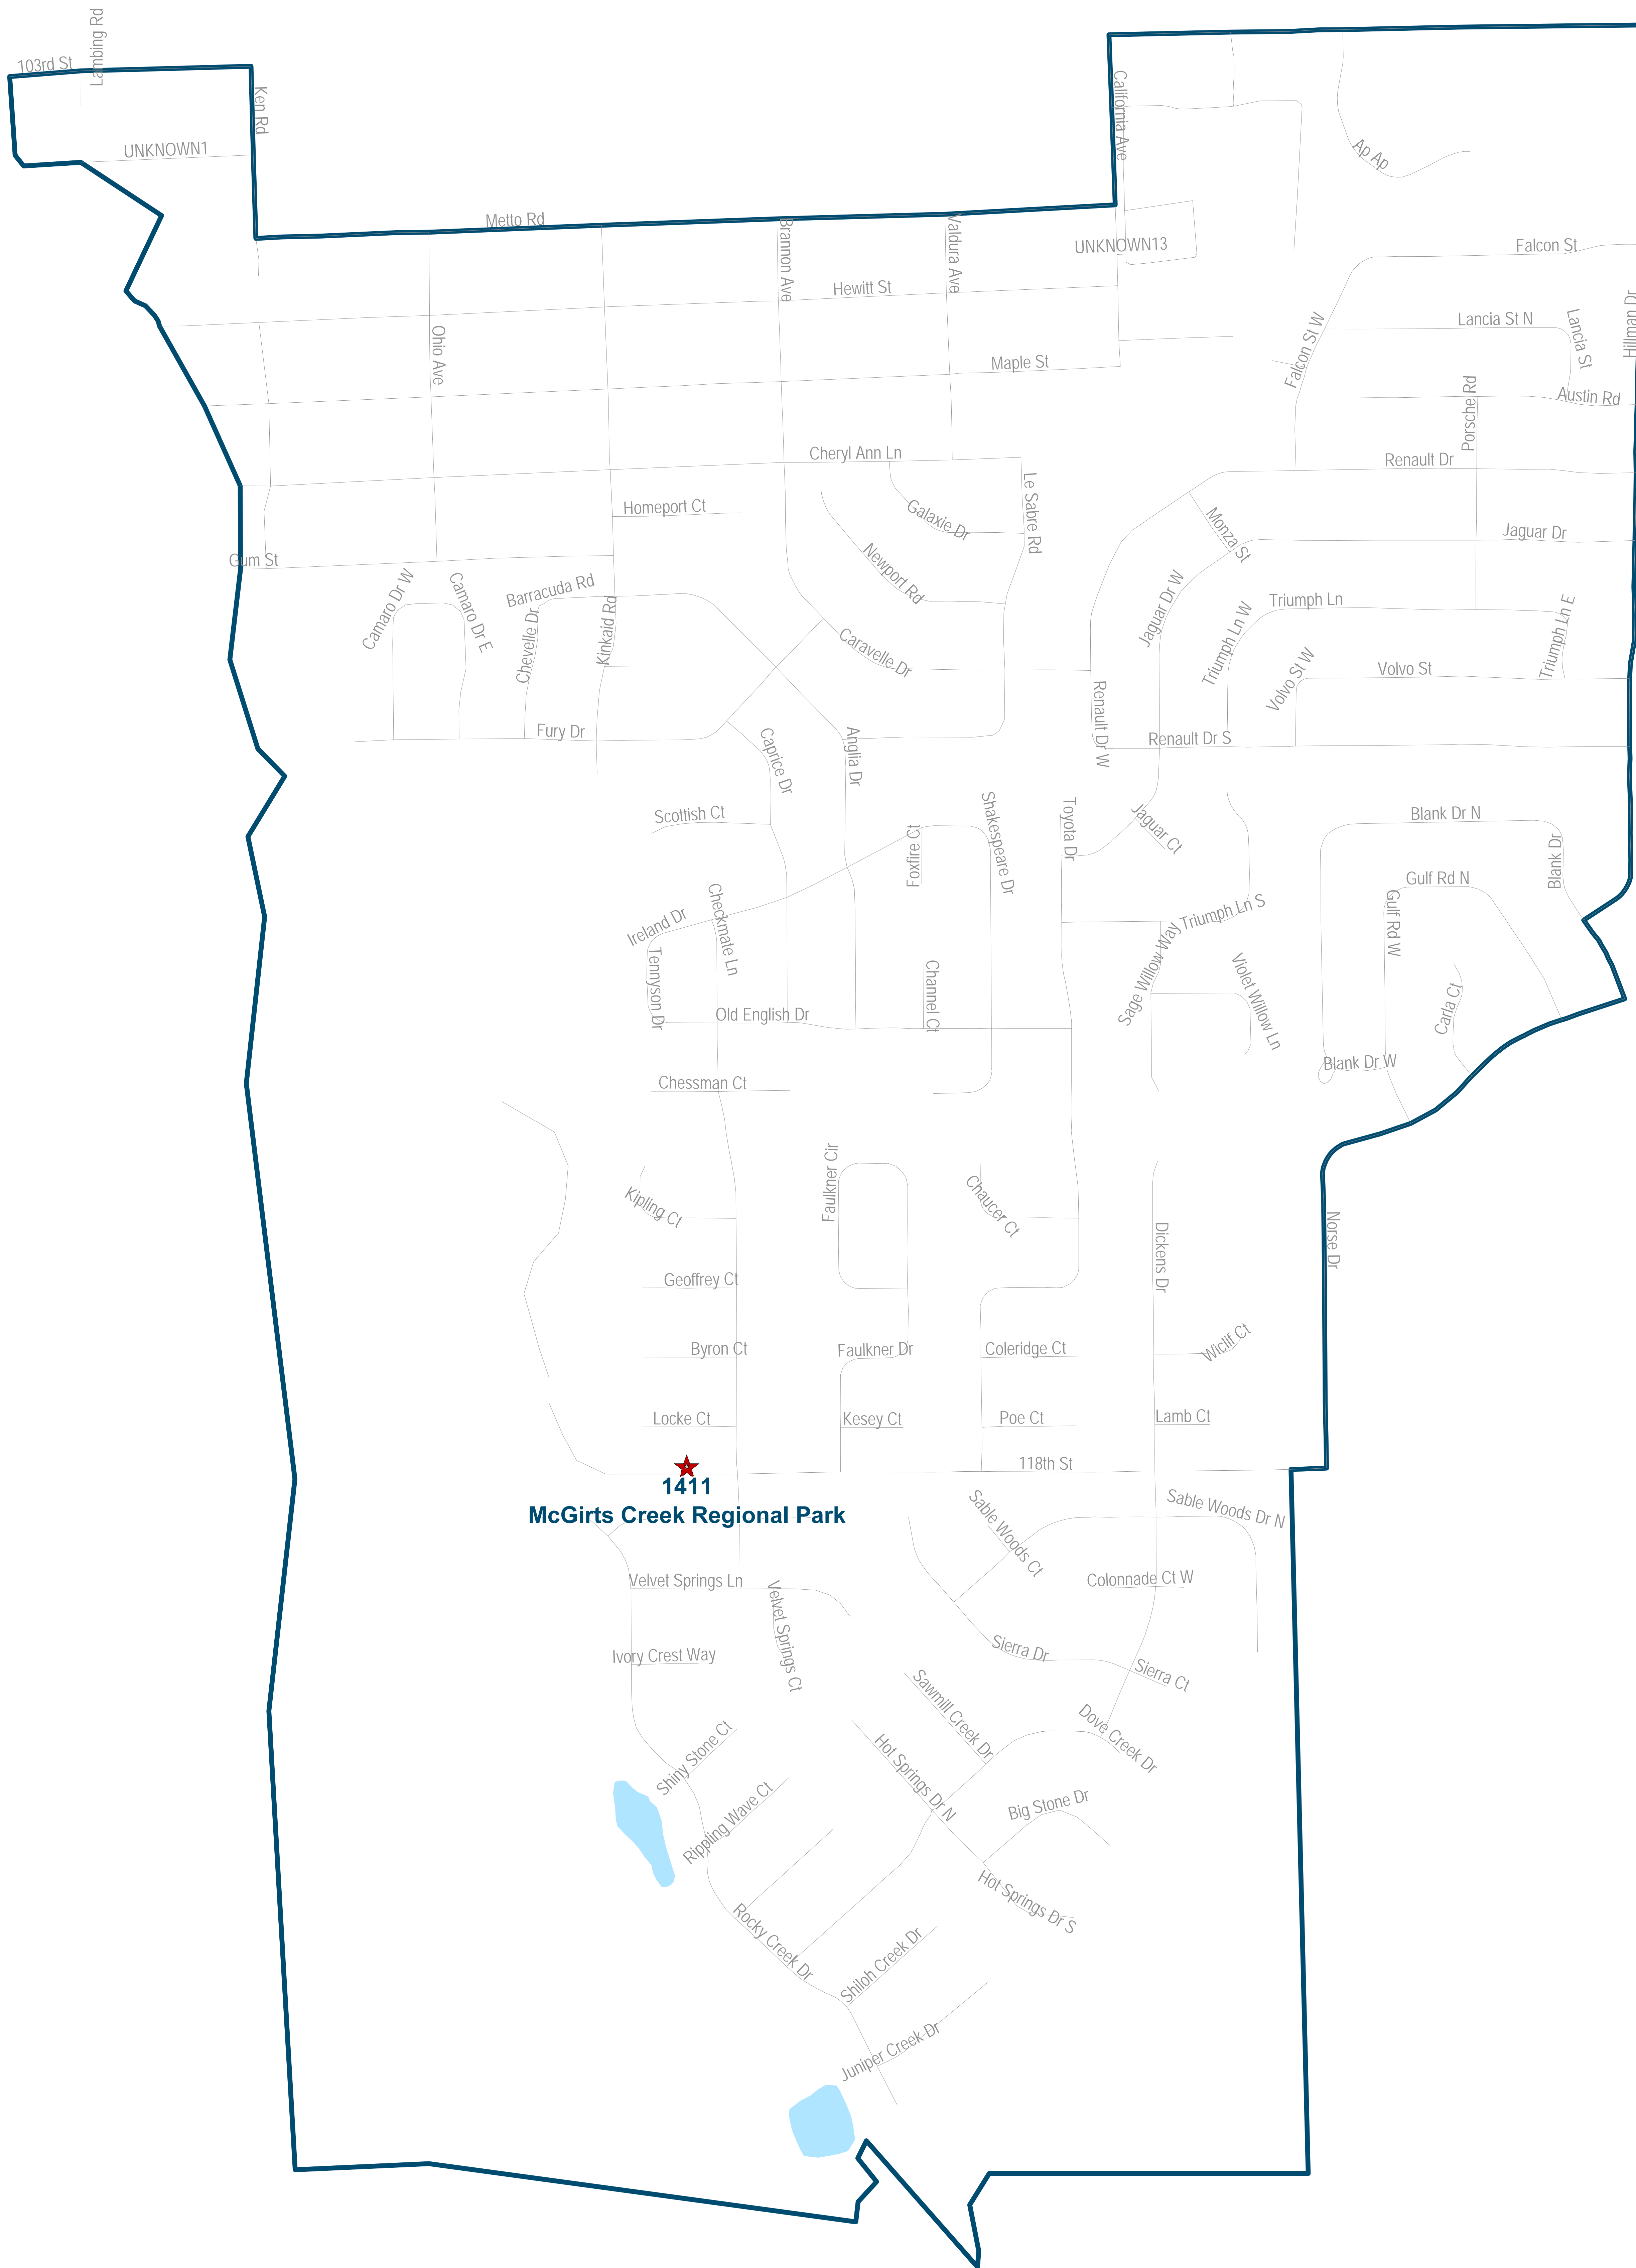 Lambing Rd
103rd St
Ken Rd
California Ave
UNKNOWN1
Ap Ap
Metto Rd
Brannon Ave
Valdura Ave
UNKNOWN13
Falcon St
Hewitt St
Ohio Ave
Falcon St W
Lancia St N
Lancia St
Hillman Dr
Maple St
Porsche Rd
Austin Rd
Cheryl Ann Ln
Renault Dr
Le Sabre Rd
Homeport Ct
Galaxie Dr
Monza St
Jaguar Dr
Gum St
Newport Rd
Camaro Dr W
Camaro Dr E
Barracuda Rd
Chevelle Dr
Kinkaid Rd
Jaguar Dr W
Triumph Ln W
Triumph Ln
Triumph Ln E
Caravelle Dr
Volvo St W
Volvo St
Renault Dr W
Fury Dr
Caprice Dr
Anglia Dr
Renault Dr S
Scottish Ct
Foxfire Ct
Shakespeare Dr
Toyota Dr
Jaguar Ct
Blank Dr N
Blank Dr
Gulf Rd N
Gulf Rd W
Ireland Dr
Checkmate Ln
Triumph Ln S
Tennyson Dr
Channel Ct
Sage Willow Way
Violet Willow Ln
Carla Ct
Old English Dr
Blank Dr W
Chessman Ct
Kipling Ct
Faulkner Cir
Chaucer Ct
Dickens Dr
Norse Dr
Geoffrey Ct
Byron Ct
Faulkner Dr
Coleridge Ct
Wiclif Ct
Locke Ct
Kesey Ct
Poe Ct
Lamb Ct
118th St
1411
McGirts Creek Regional Park
Sable Woods Ct
Sable Woods Dr N
Velvet Springs Ln
Colonnade Ct W
Velvet Springs Ct
Ivory Crest Way
Sierra Dr
Sierra Ct
Sawmill Creek Dr
Dove Creek Dr
Shiny Stone Ct
Hot Springs Dr N
Rippling Wave Ct
Big Stone Dr
Hot Springs Dr S
Rocky Creek Dr
Shiloh Creek Dr
Juniper Creek Dr